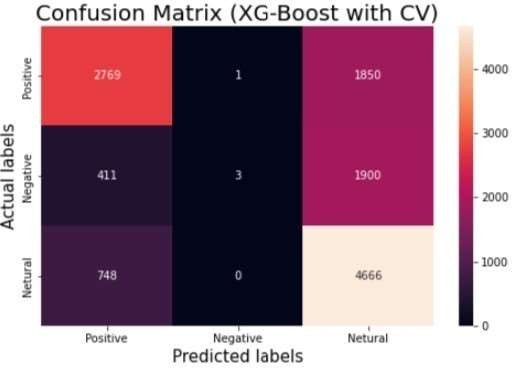 Confusion Matrix (XG-Boost with CV)
Actual labels
Positive
2769 1 1850
Negative
411 3 1900
Netural
748 0 4666
Positive Negative Netural
Predicted labels
4000
3000
2000
1000
0